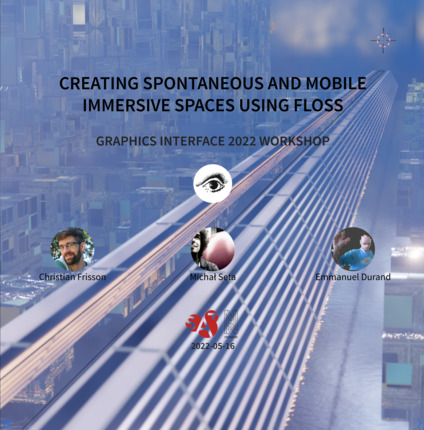 CREATING SPONTANEOUS AND MOBILE
IMMERSIVE SPACES USING FLOSS
GRAPHICS INTERFACE 2022 WORKSHOP
Christian Frisson
Michał Seta
Emmanuel Durand
2022-05-16